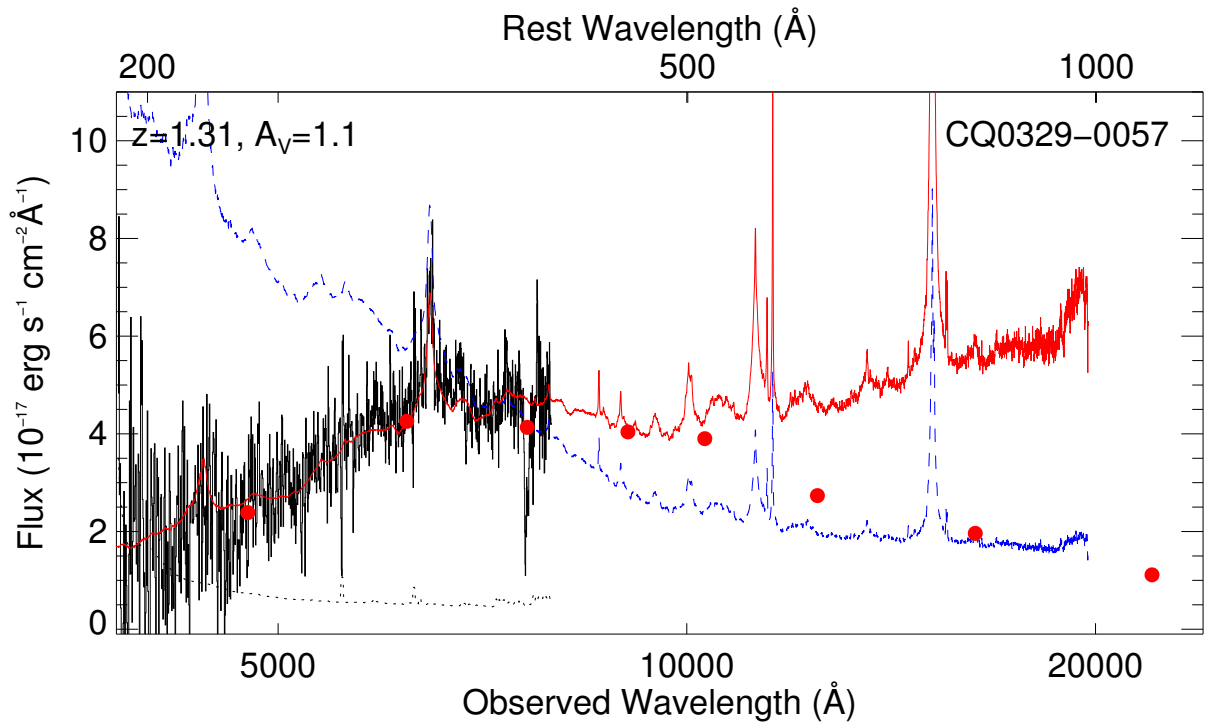 Rest Wavelength (Å)
200 500 1000
z=1.31, A_V=1.1 CQ0329−0057
10
8
6
4
2
0
Flux (10⁻¹⁷ erg s⁻¹ cm⁻² Å⁻¹)
5000 10000 20000
Observed Wavelength (Å)